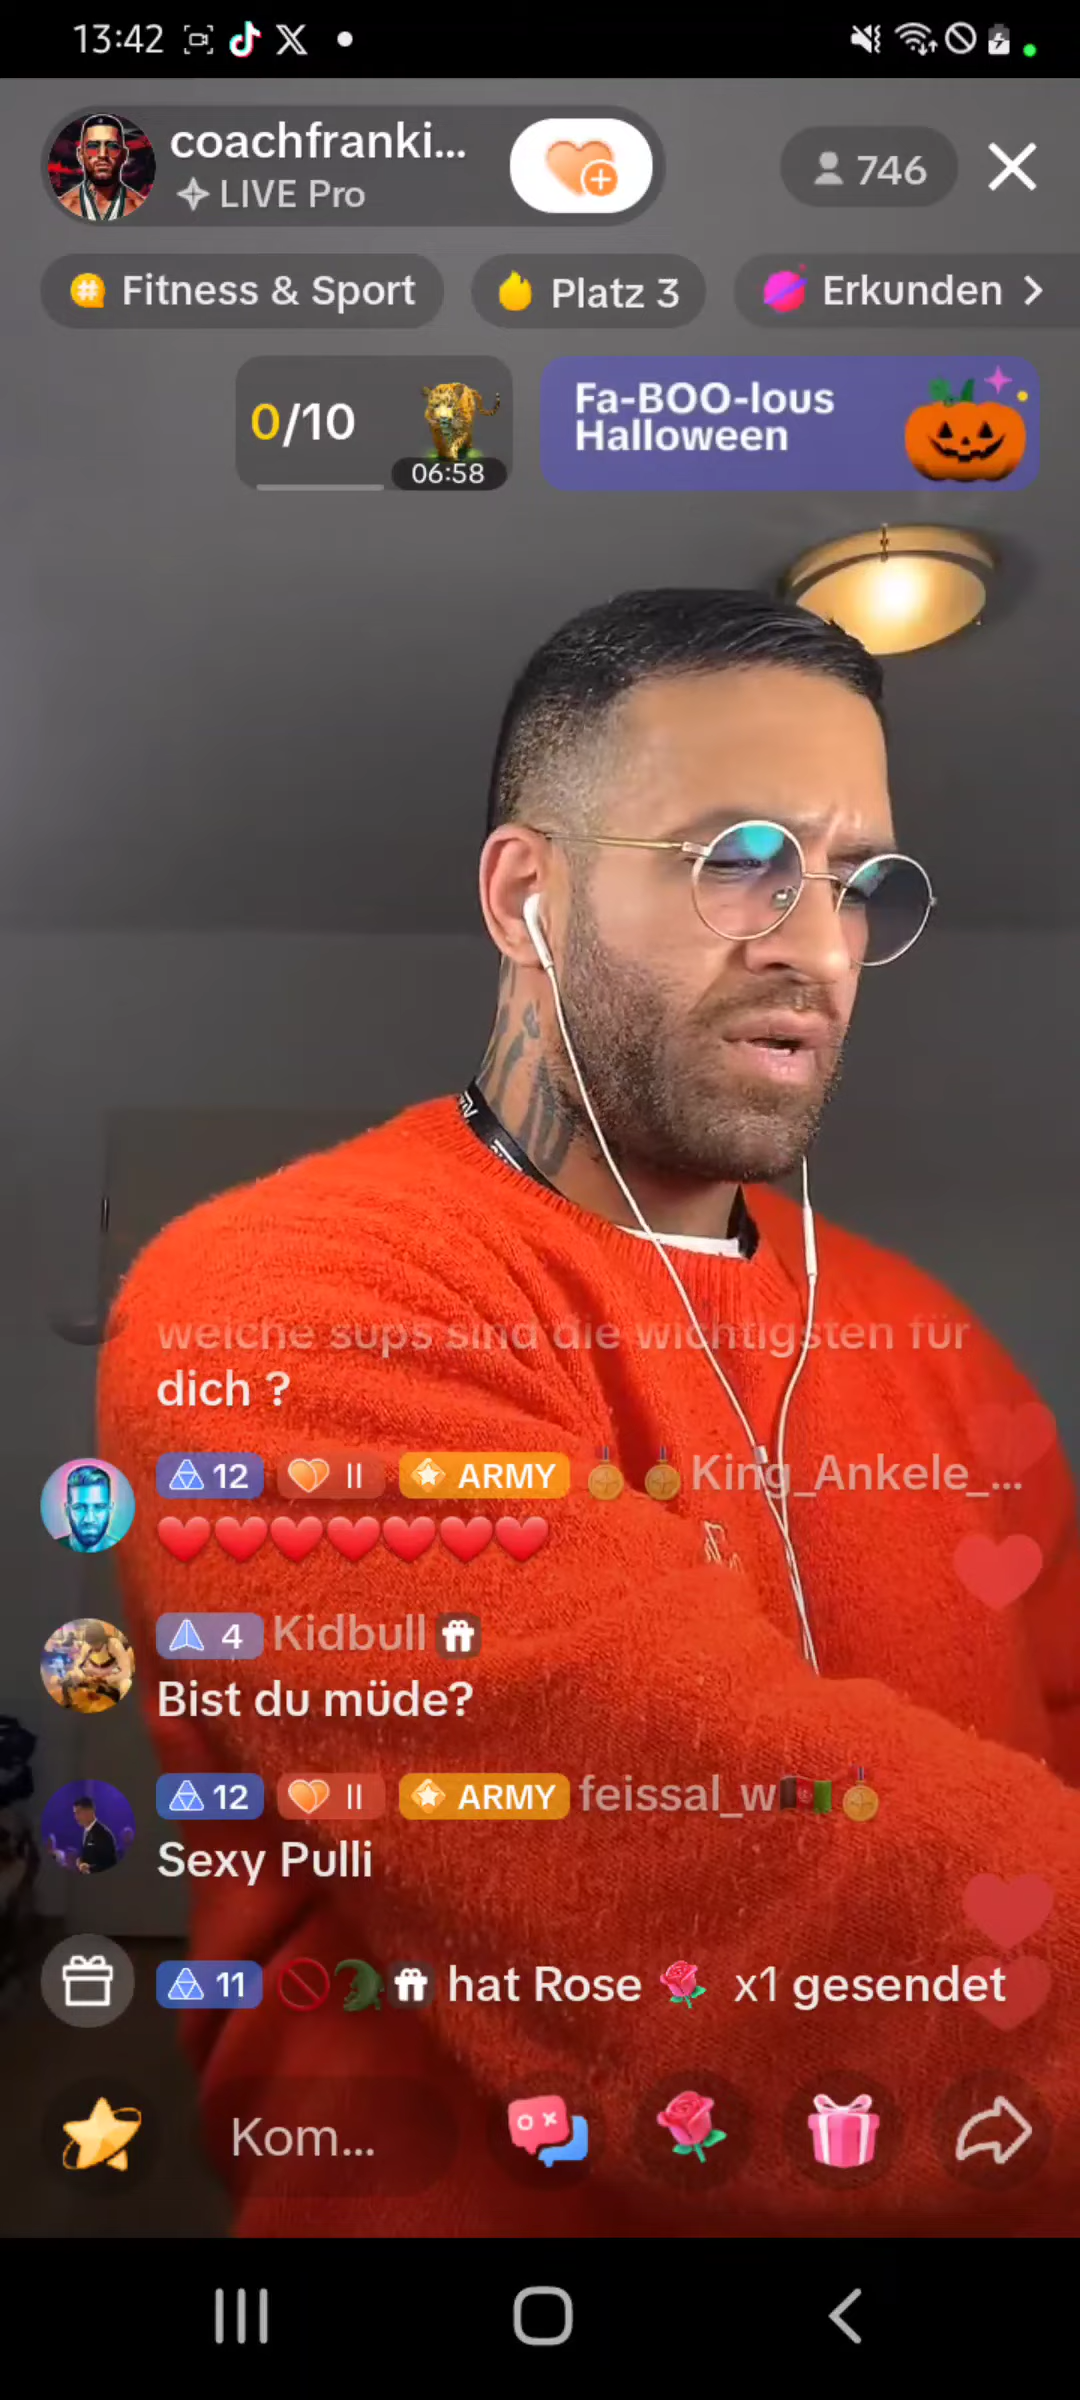 13:42
coachfranki...
LIVE Pro
746
Fitness & Sport
Platz 3
Erkunden
0/10
06:58
Fa-BOO-lous
Halloween
welche sups sind die wichtigsten für
dich ?
12 II ARMY King_Ankele_...
4 Kidbull
Bist du müde?
12 II ARMY feissal_w
Sexy Pulli
11 hat Rose x1 gesendet
Kom...